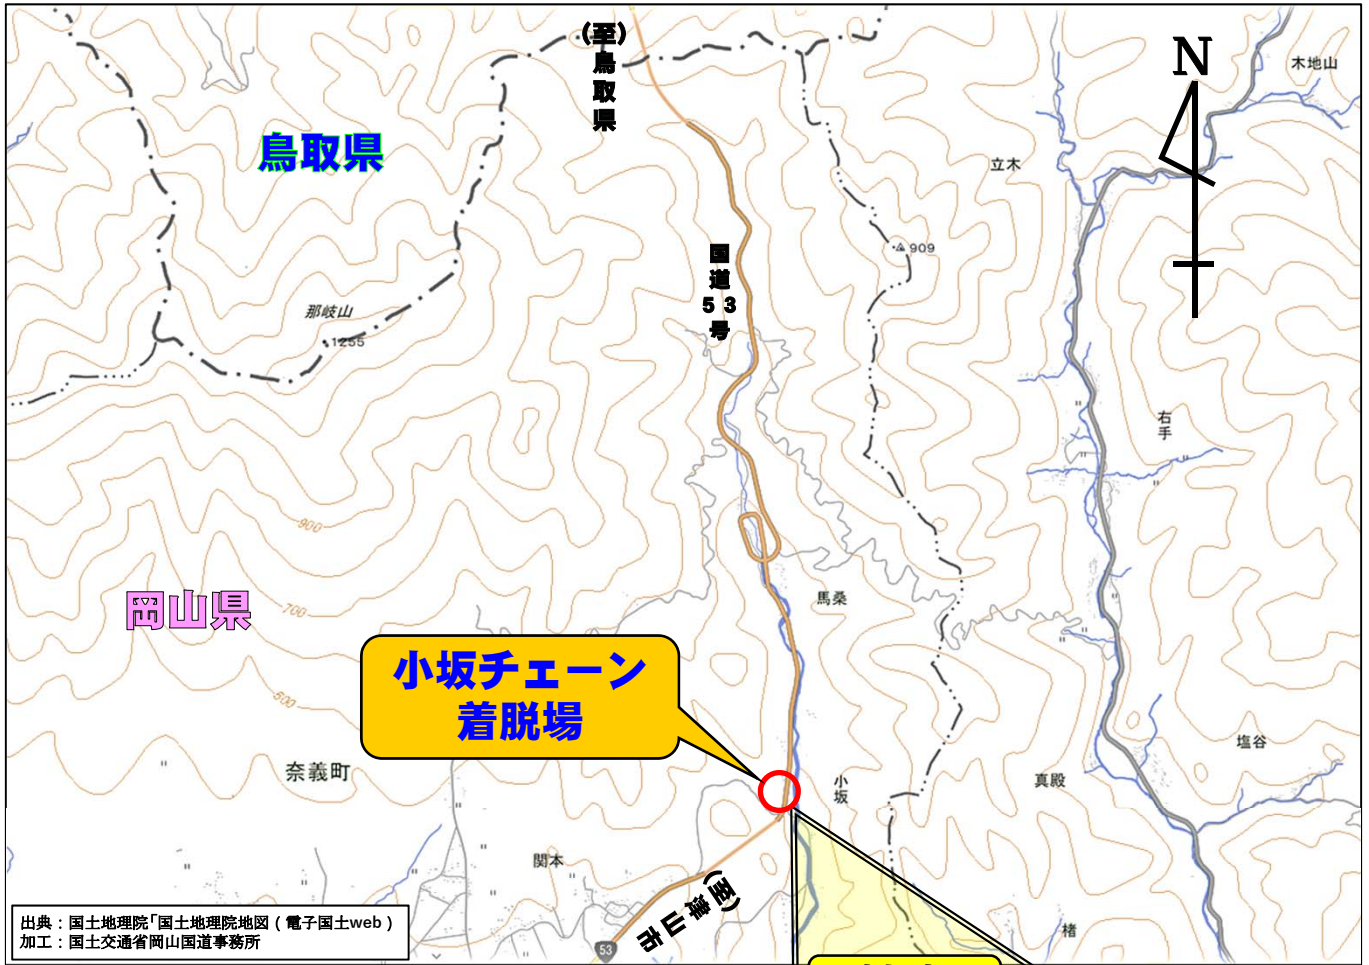 (至)鳥取県
N
木地山
鳥取県
立木
909
国道53号
那岐山
1255
右手
900
馬桑
岡山県
700
小坂チェーン
着脱場
500
塩谷
奈義町
小坂
真殿
関本
(至)津山市
楮
53
出典:国土地理院「国土地理院地図(電子国土web)
加工:国土交通省岡山国道事務所